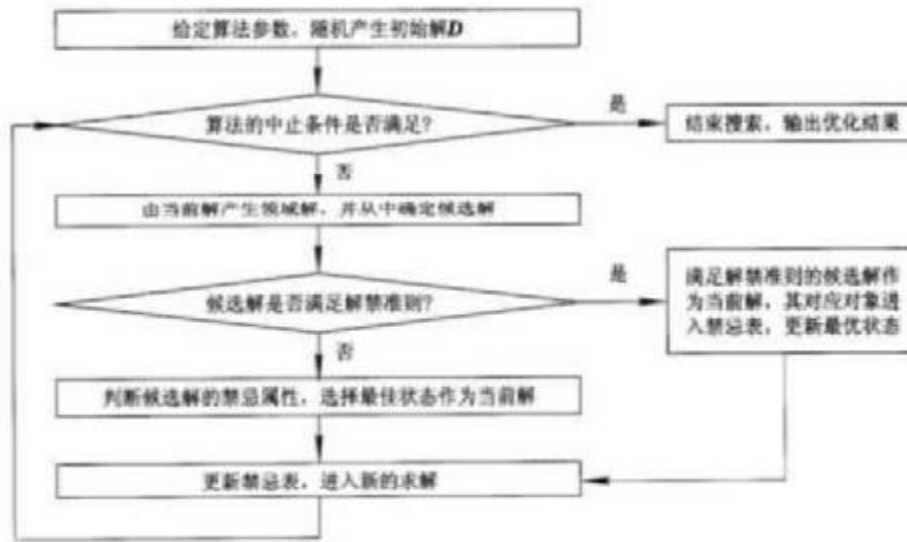 给定算法参数，随机产生初始解D
算法的中止条件是否满足？
是
结束搜索，输出优化结果
否
由当前解产生领域解，并从中确定候选解
候选解是否满足解禁准则？
是
满足解禁准则的候选解作
为当前解，其对应对象进
入禁忌表，更新最优状态
否
判断候选解的禁忌属性，选择最佳状态作为当前解
更新禁忌表，进入新的求解